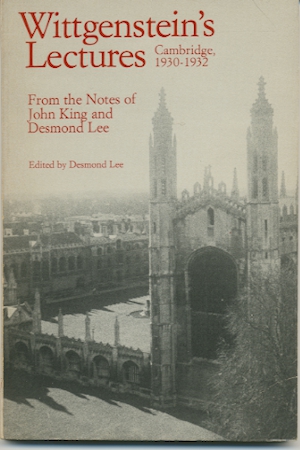 Wittgenstein's
Lectures Cambridge,
1930-1932
From the Notes of
John King and
Desmond Lee
Edited by Desmond Lee